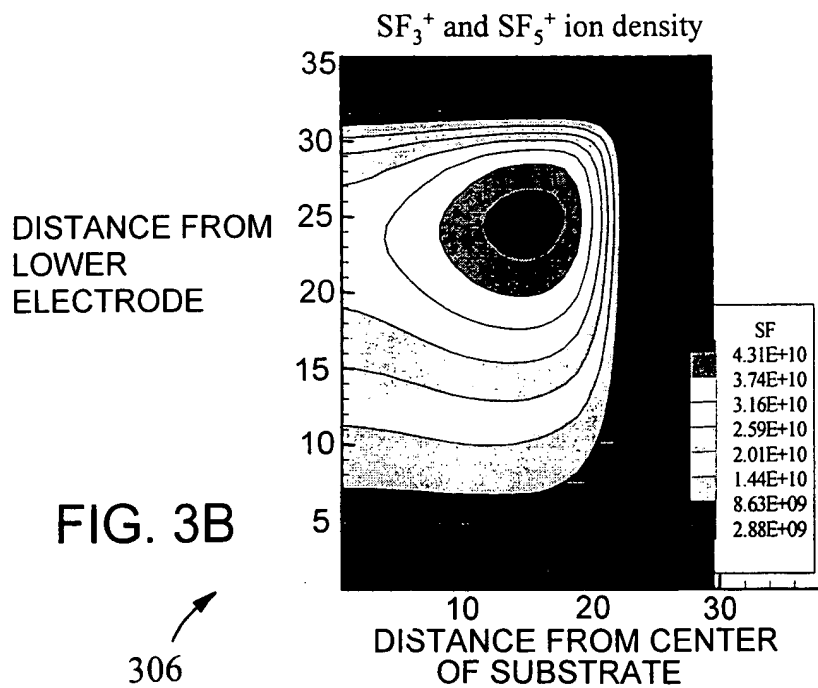 SF₃⁺ and SF₅⁺ ion density
35
30
25
20
15
10
5
DISTANCE FROM
LOWER
ELECTRODE
SF
4.31E+10
3.74E+10
3.16E+10
2.59E+10
2.01E+10
1.44E+10
8.63E+09
2.88E+09
10
20
30
DISTANCE FROM CENTER
OF SUBSTRATE
FIG. 3B
306